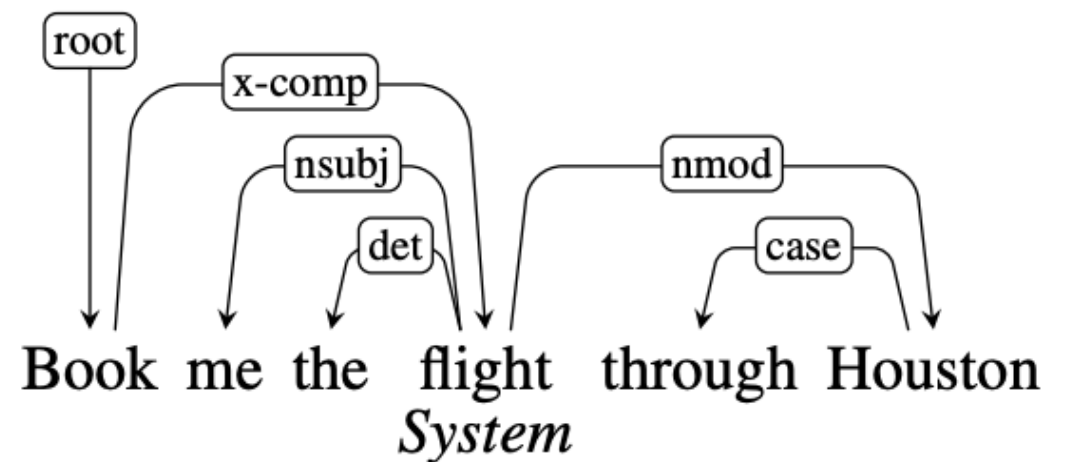 root
x-comp
nsubj nmod
det case
Book me the flight through Houston
System